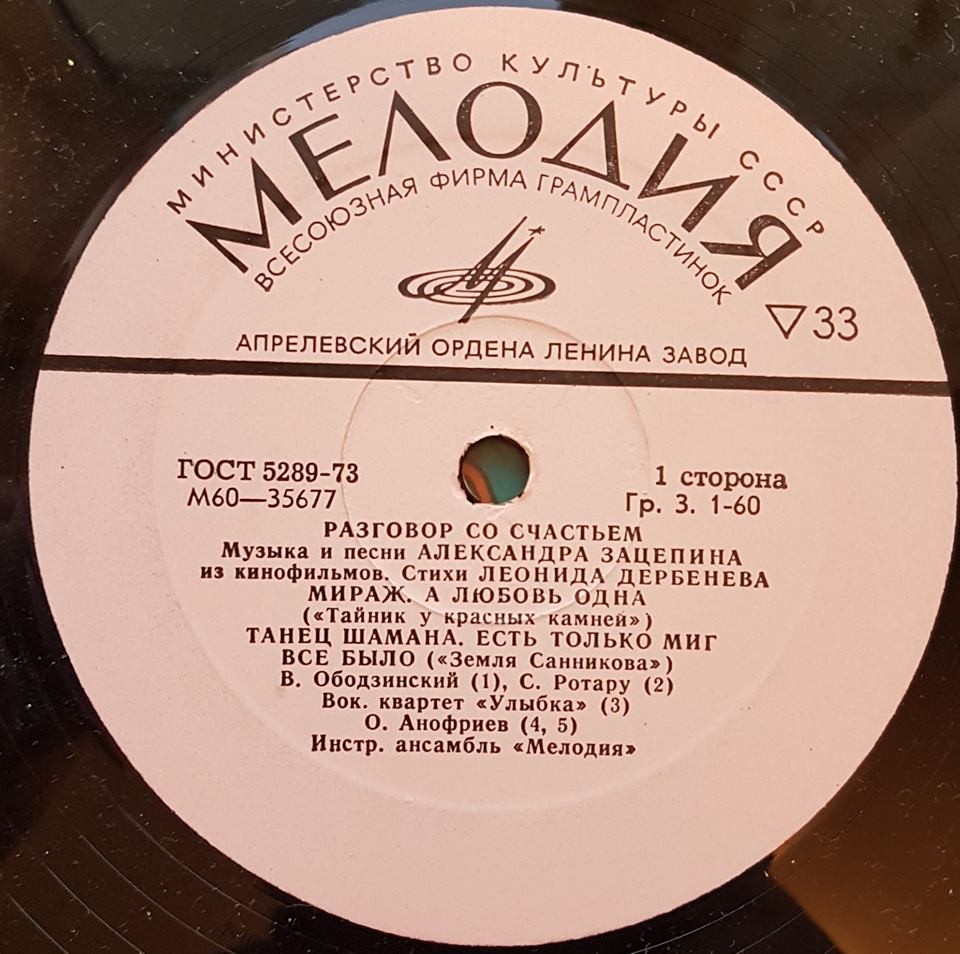 МИНИСТЕРСТВО КУЛЬТУРЫ СССР
МЕЛОДИЯ
ВСЕСОЮЗНАЯ ФИРМА ГРАМПЛАСТИНОК
33
АПРЕЛЕВСКИЙ ОРДЕНА ЛЕНИНА ЗАВОД
ГОСТ 5289-73 1 сторона
М60—35677 Гр. 3. 1-60
РАЗГОВОР СО СЧАСТЬЕМ
Музыка и песни АЛЕКСАНДРА ЗАЦЕПИНА
из кинофильмов. Стихи ЛЕОНИДА ДЕРБЕНЕВА
МИРАЖ. А ЛЮБОВЬ ОДНА
(«Тайник у красных камней»)
ТАНЕЦ ШАМАНА. ЕСТЬ ТОЛЬКО МИГ
ВСЕ БЫЛО («Земля Санникова»)
В. Ободзинский (1), С. Ротару (2)
Вок. квартет «Улыбка» (3)
О. Анофриев (4, 5)
Инстр. ансамбль «Мелодия»